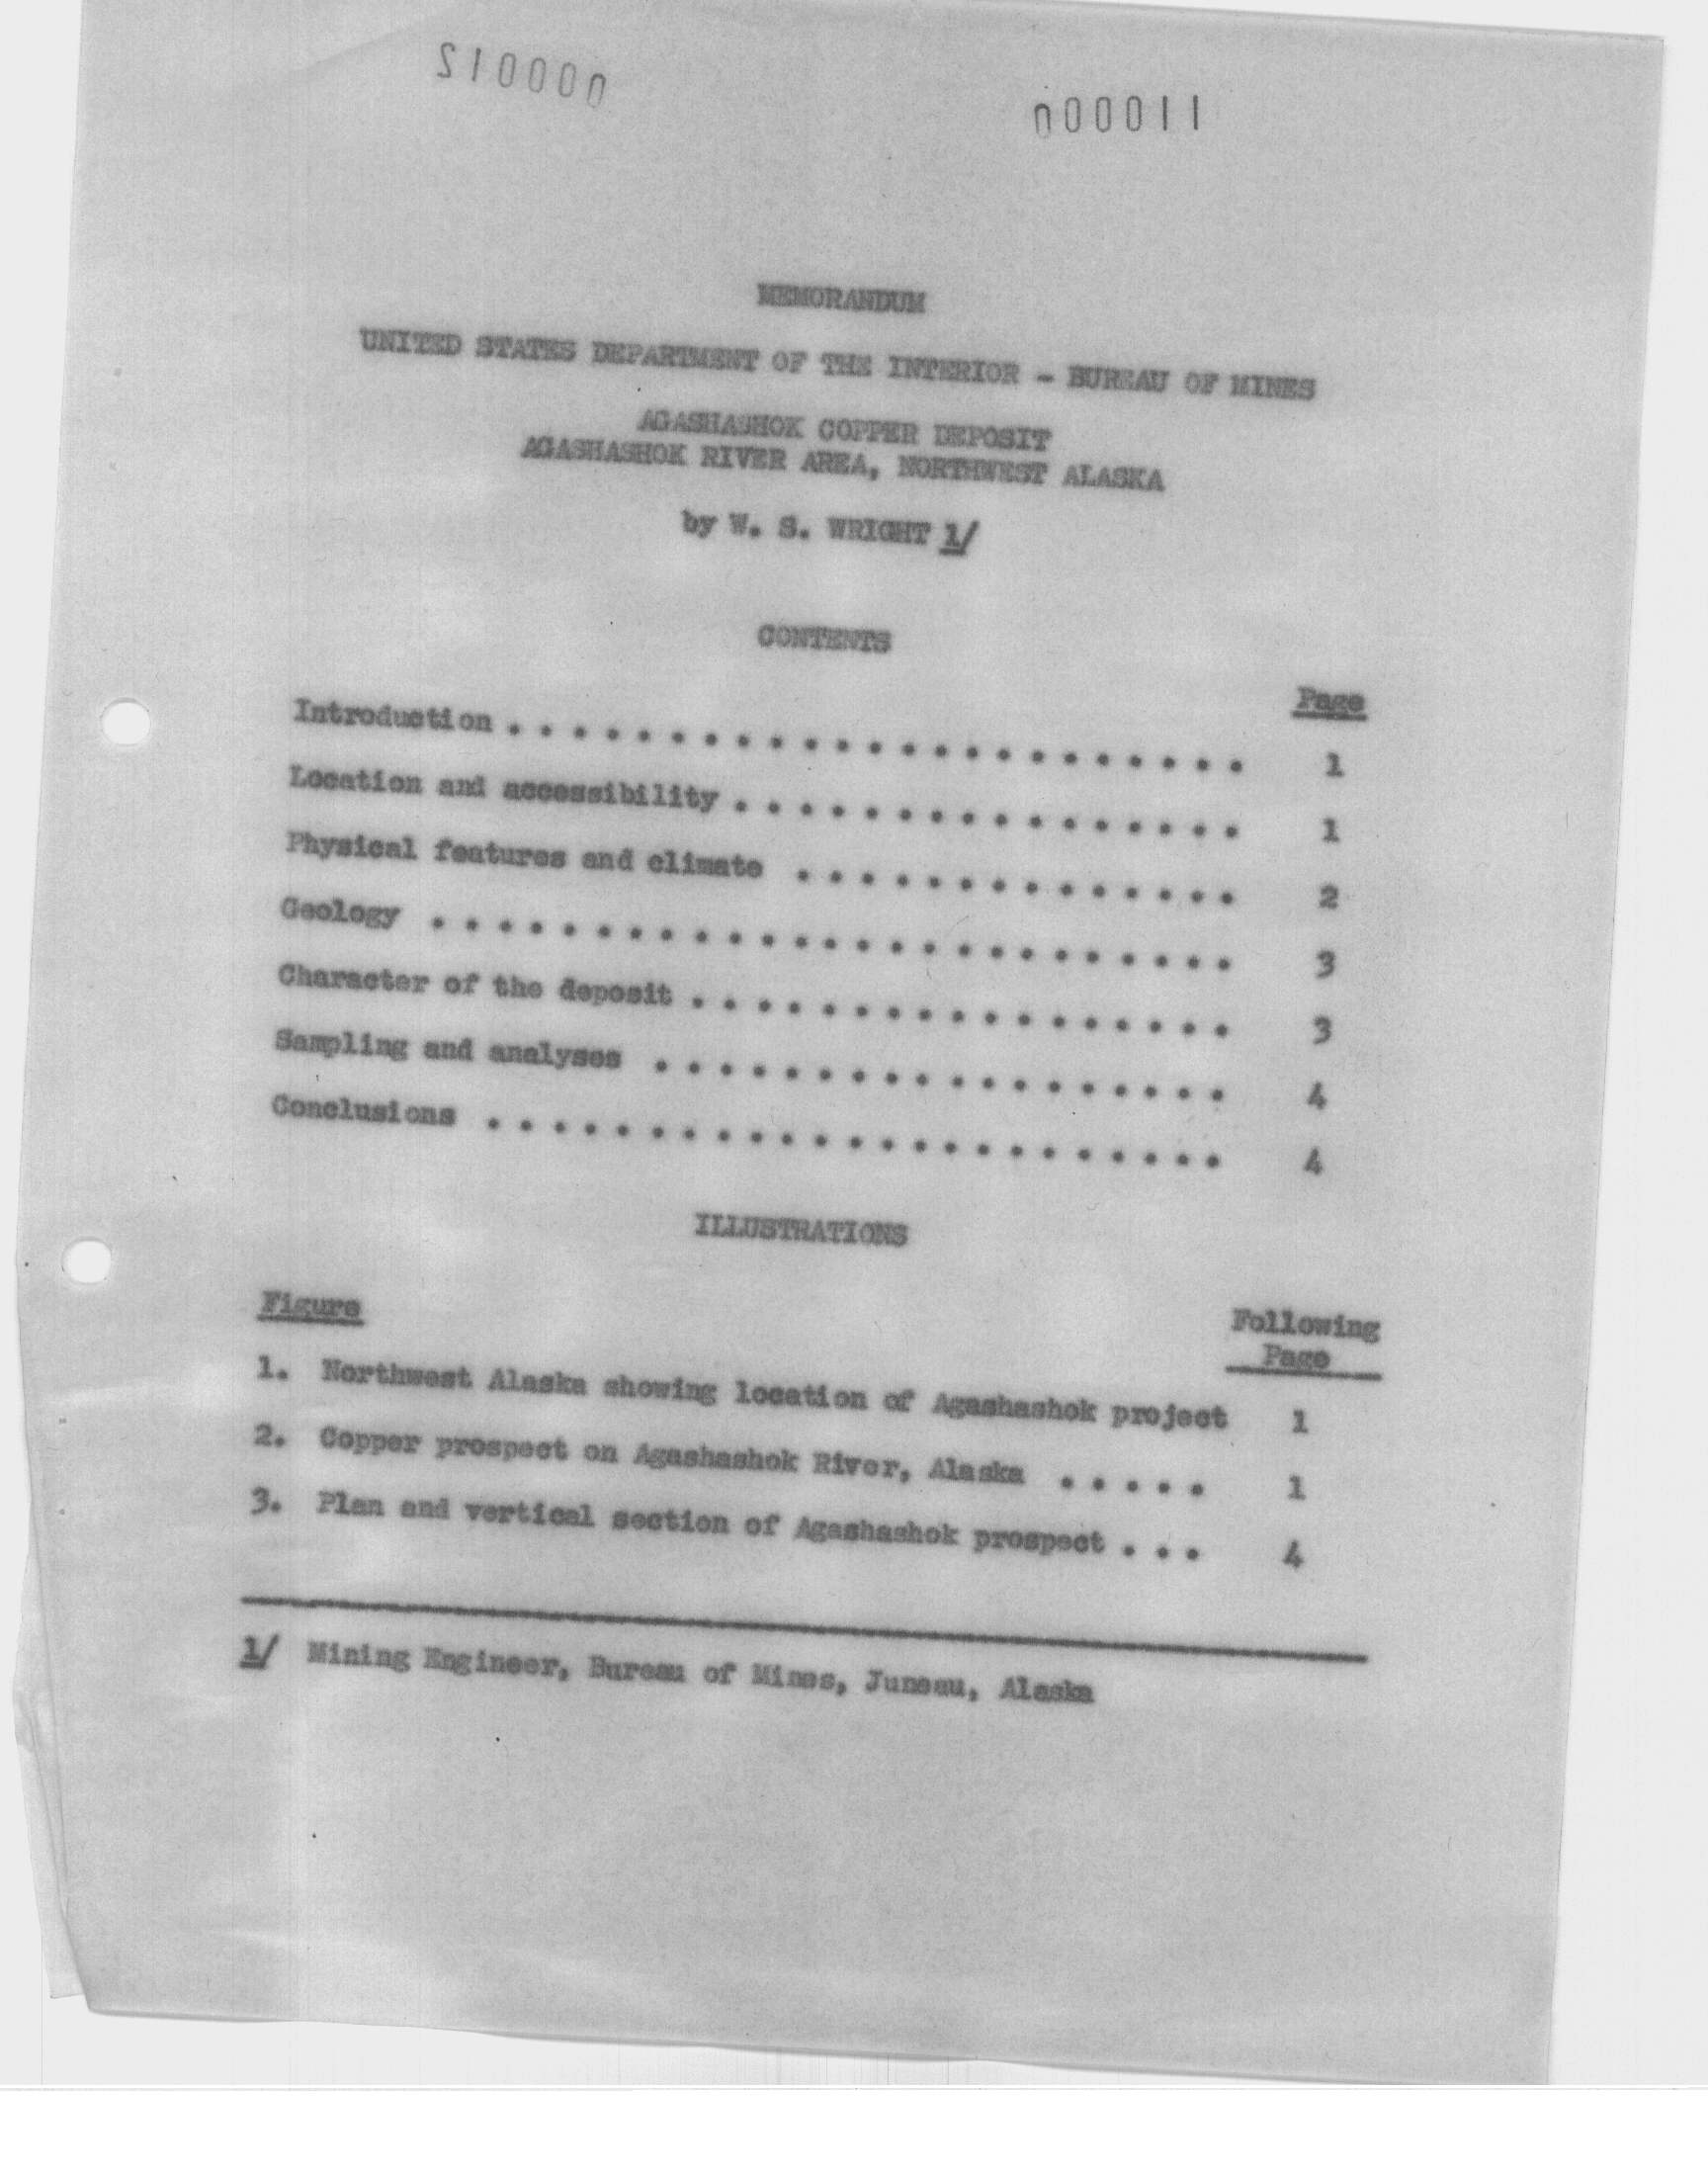 000012
000011
MEMORANDUM
UNITED STATES DEPARTMENT OF THE INTERIOR - BUREAU OF MINES
AGASHASHOK COPPER DEPOSIT
AGASHASHOK RIVER AREA, NORTHWEST ALASKA
by W. S. WRIGHT 1/
CONTENTS
Page
Introduction . . . . . . . . . . . . . . . . . . . . . . . 1
Location and accessibility . . . . . . . . . . . . . . . . 1
Physical features and climate . . . . . . . . . . . . . . 2
Geology . . . . . . . . . . . . . . . . . . . . . . . . . 3
Character of the deposit . . . . . . . . . . . . . . . . . 3
Sampling and analyses . . . . . . . . . . . . . . . . . . 4
Conclusions . . . . . . . . . . . . . . . . . . . . . . . 4
ILLUSTRATIONS
Figure
Following
Page
1. Northwest Alaska showing location of Agashashok project 1
2. Copper prospect on Agashashok River, Alaska . . . . . 1
3. Plan and vertical section of Agashashok prospect . . . 4
1/ Mining Engineer, Bureau of Mines, Juneau, Alaska